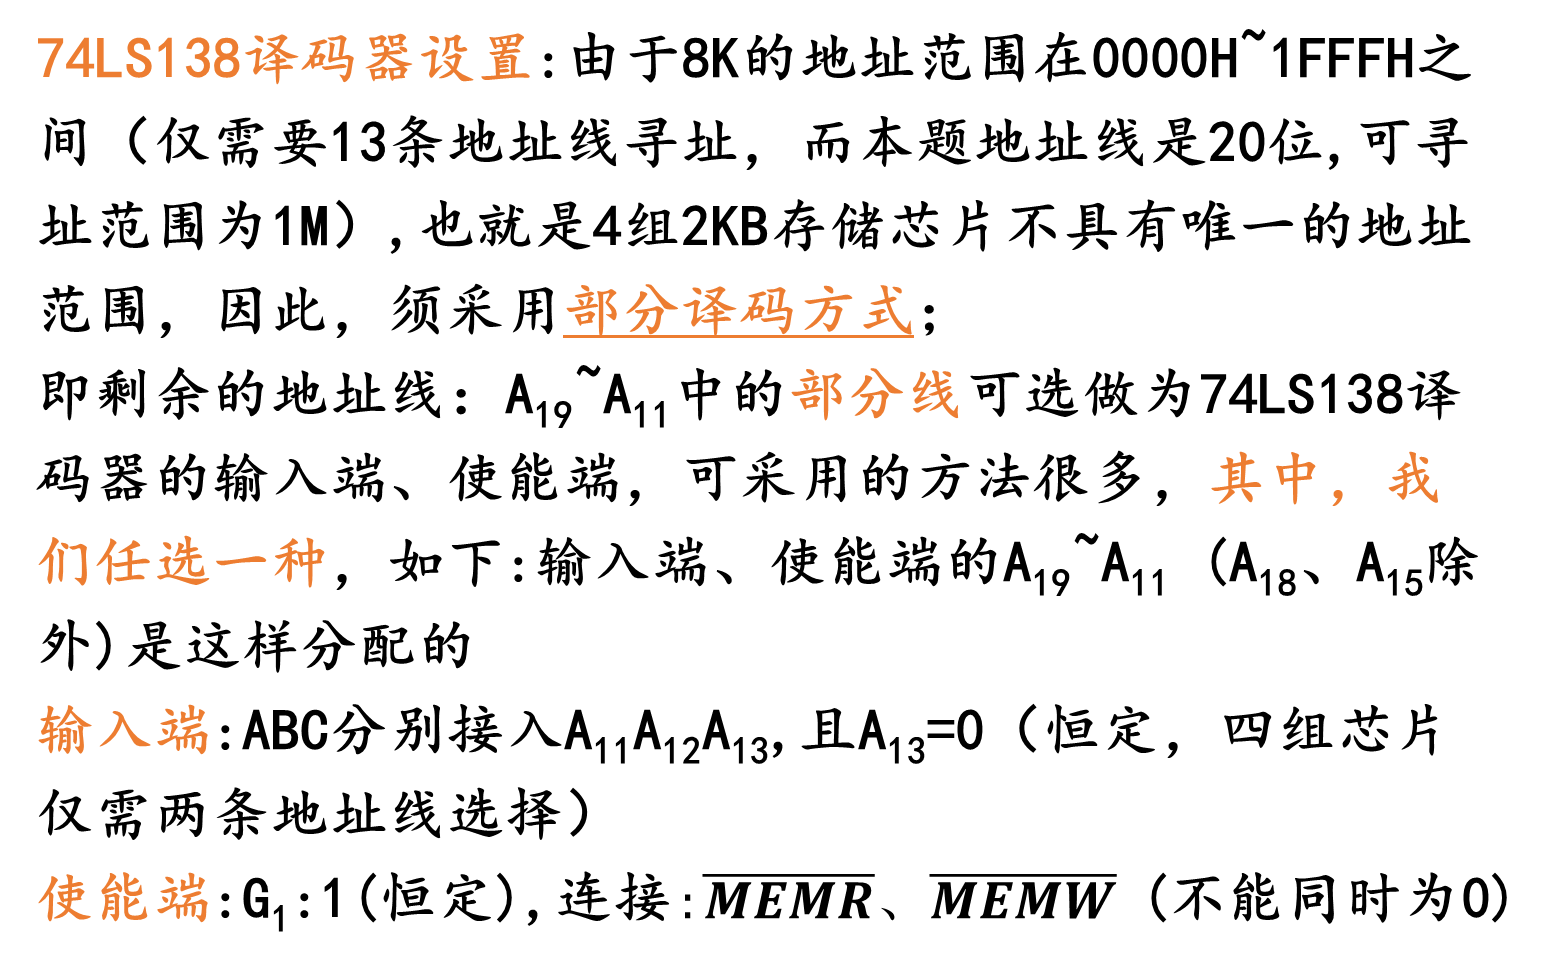 74LS138译码器设置:由于8K的地址范围在0000H~1FFFH之
间（仅需要13条地址线寻址，而本题地址线是20位,可寻
址范围为1M）,也就是4组2KB存储芯片不具有唯一的地址
范围，因此，须采用部分译码方式；
即剩余的地址线：A₁₉~A₁₁中的部分线可选做为74LS138译
码器的输入端、使能端，可采用的方法很多，其中，我
们任选一种，如下:输入端、使能端的A₁₉~A₁₁（A₁₈、A₁₅除
外)是这样分配的
输入端:ABC分别接入A₁₁A₁₂A₁₃,且A₁₃=0（恒定，四组芯片
仅需两条地址线选择）
使能端:G₁:1(恒定),连接:M̅E̅M̅R̅、M̅E̅M̅W̅（不能同时为0)